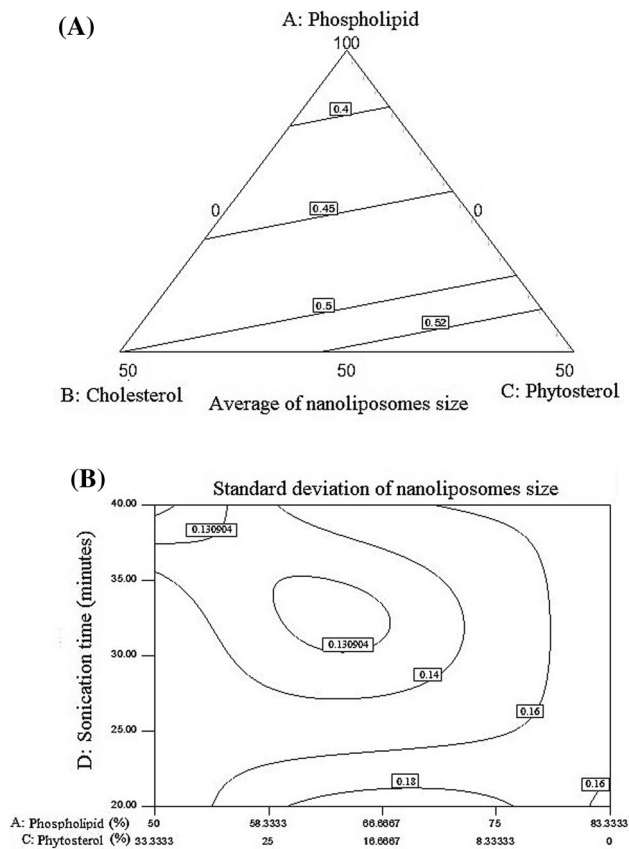 (A)
A: Phospholipid
100
0.4
0 0.45 0
0.5
0.52
50 50 50
B: Cholesterol Average of nanoliposomes size C: Phytosterol
(B)
Standard deviation of nanoliposomes size
D: Sonication time (minutes)
40.00
0.130904
35.00
0.130904
30.00
0.14
0.16
25.00
0.18 0.16
20.00
A: Phospholipid (%) 50 58.3333 66.6667 75 83.3333
C: Phytosterol (%) 33.3333 25 16.6667 8.33333 0